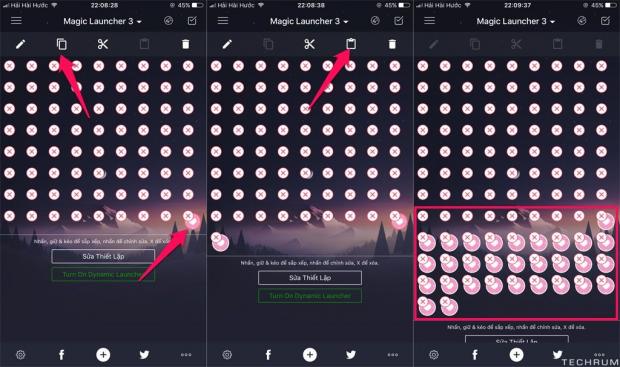 Hài Hài Hước 22:08:28 45%
Magic Launcher 3
Nhấn, giữ & kéo để sắp xếp, nhấn để chỉnh sửa, X để xóa.
Sửa Thiết Lập
Turn On Dynamic Launcher
Hài Hài Hước 22:08:38 45%
Magic Launcher 3
Nhấn, giữ & kéo để sắp xếp, nhấn để chỉnh sửa, X để xóa.
Sửa Thiết Lập
Turn On Dynamic Launcher
Hài Hài Hước 22:09:37 45%
Magic Launcher 3
Nhấn, giữ & kéo để sắp xếp, nhấn để chỉnh sửa, X để xóa.
Sửa Thiết Lập
TECHRUM